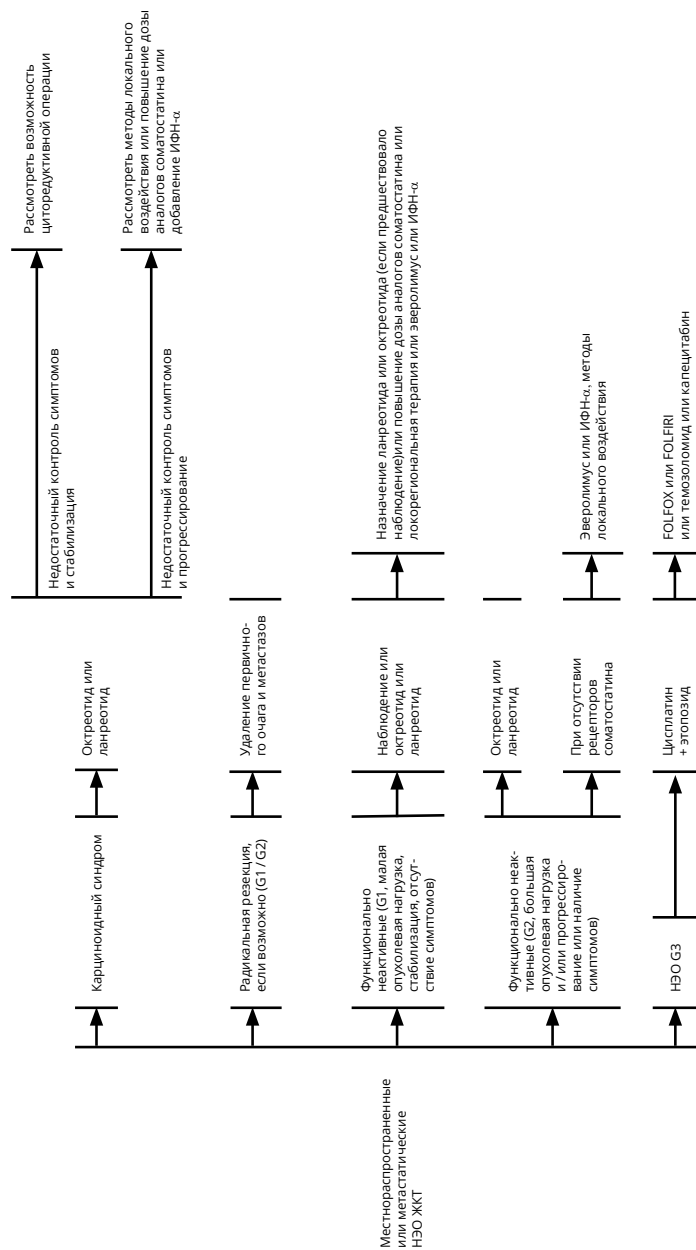 Местнораспространенные
или метастатические
НЭО ЖКТ
Карциноидный синдром
Октреотид или
ланреотид
Недостаточный контроль симптомов
и стабилизация
Рассмотреть возможность
циторедуктивной операции
Недостаточный контроль симптомов
и прогрессирование
Рассмотреть методы локального
воздействия или повышение дозы
аналогов соматостатина или
добавление ИФН-α
Радикальная резекция,
если возможно (G1 / G2)
Удаление первично-
го очага и метастазов
Функционально
неактивные (G1, малая
опухолевая нагрузка,
стабилизация, отсут-
ствие симптомов)
Наблюдение или
октреотид или
ланреотид
Назначение ланреотида или октреотида (если предшествовало
наблюдение)или повышение дозы аналогов соматостатина или
локорегиональная терапия или эверолимус или ИФН-α
Функционально неак-
тивные (G2, большая
опухолевая нагрузка
и / или прогрессиро-
вание или наличие
симптомов)
Октреотид или
ланреотид
При отсутствии
рецепторов
соматостатина
Эверолимус или ИФН-α, методы
локального воздействия
НЭО G3
Цисплатин
+ этопозид
FOLFOX или FOLFIRI
или темозоломид или капецитабин